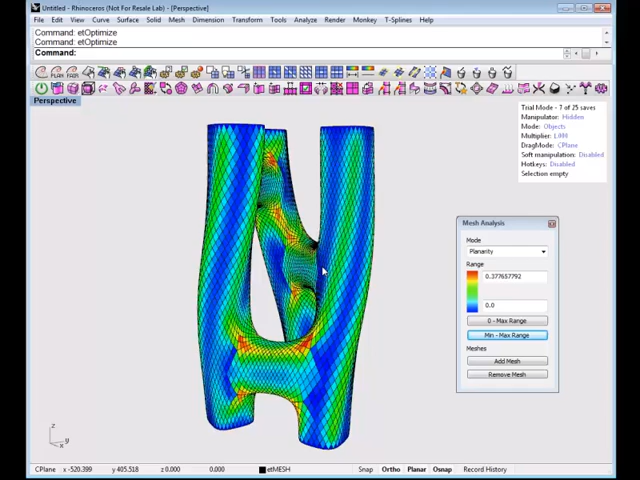 Untitled - Rhinoceros (Not For Resale Lab) - [Perspective]
File Edit View Curve Surface Solid Mesh Dimension Transform Tools Analyze Render Monkey T-Splines Help
Command: etOptimize
Command: etOptimize
Command:
Perspective
Trial Mode - 7 of 25 saves
Manipulator: Hidden
Mode: Objects
Multiplier: 1.000
DragMode: CPlane
Soft manipulation: Disabled
Hotkeys: Disabled
Selection empty
Mesh Analysis
Mode
Planarity
Range
0.377657792
0.0
0 - Max Range
Min - Max Range
Meshes
Add Mesh
Remove Mesh
z
y
x
CPlane x -520.399 y 405.518 z 0.000 0.000 etMESH Snap Ortho Planar Osnap Record History